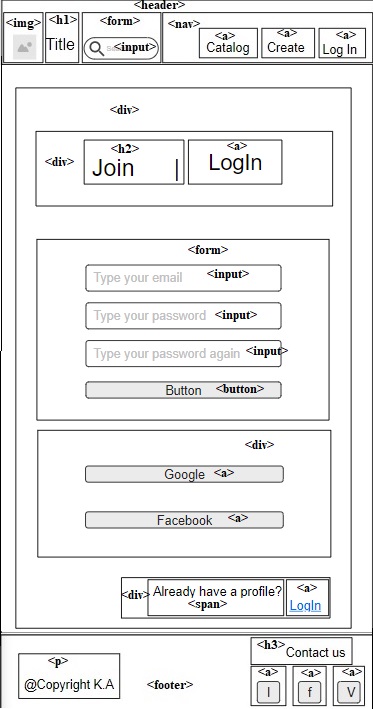 <header>
<img> <h1> <form> <nav> <a> <a> <a>
Title <input> Catalog Create Log In
<div>
<div> <h2> <a>
Join | LogIn
<form>
Type your email <input>
Type your password <input>
Type your password again <input>
Button <button>
<div>
Google <a>
Facebook <a>
<div> Already have a profile? <a>
<span> LogIn
<h3> Contact us
<p> <a> <a> <a>
@Copyright K.A <footer> I f V